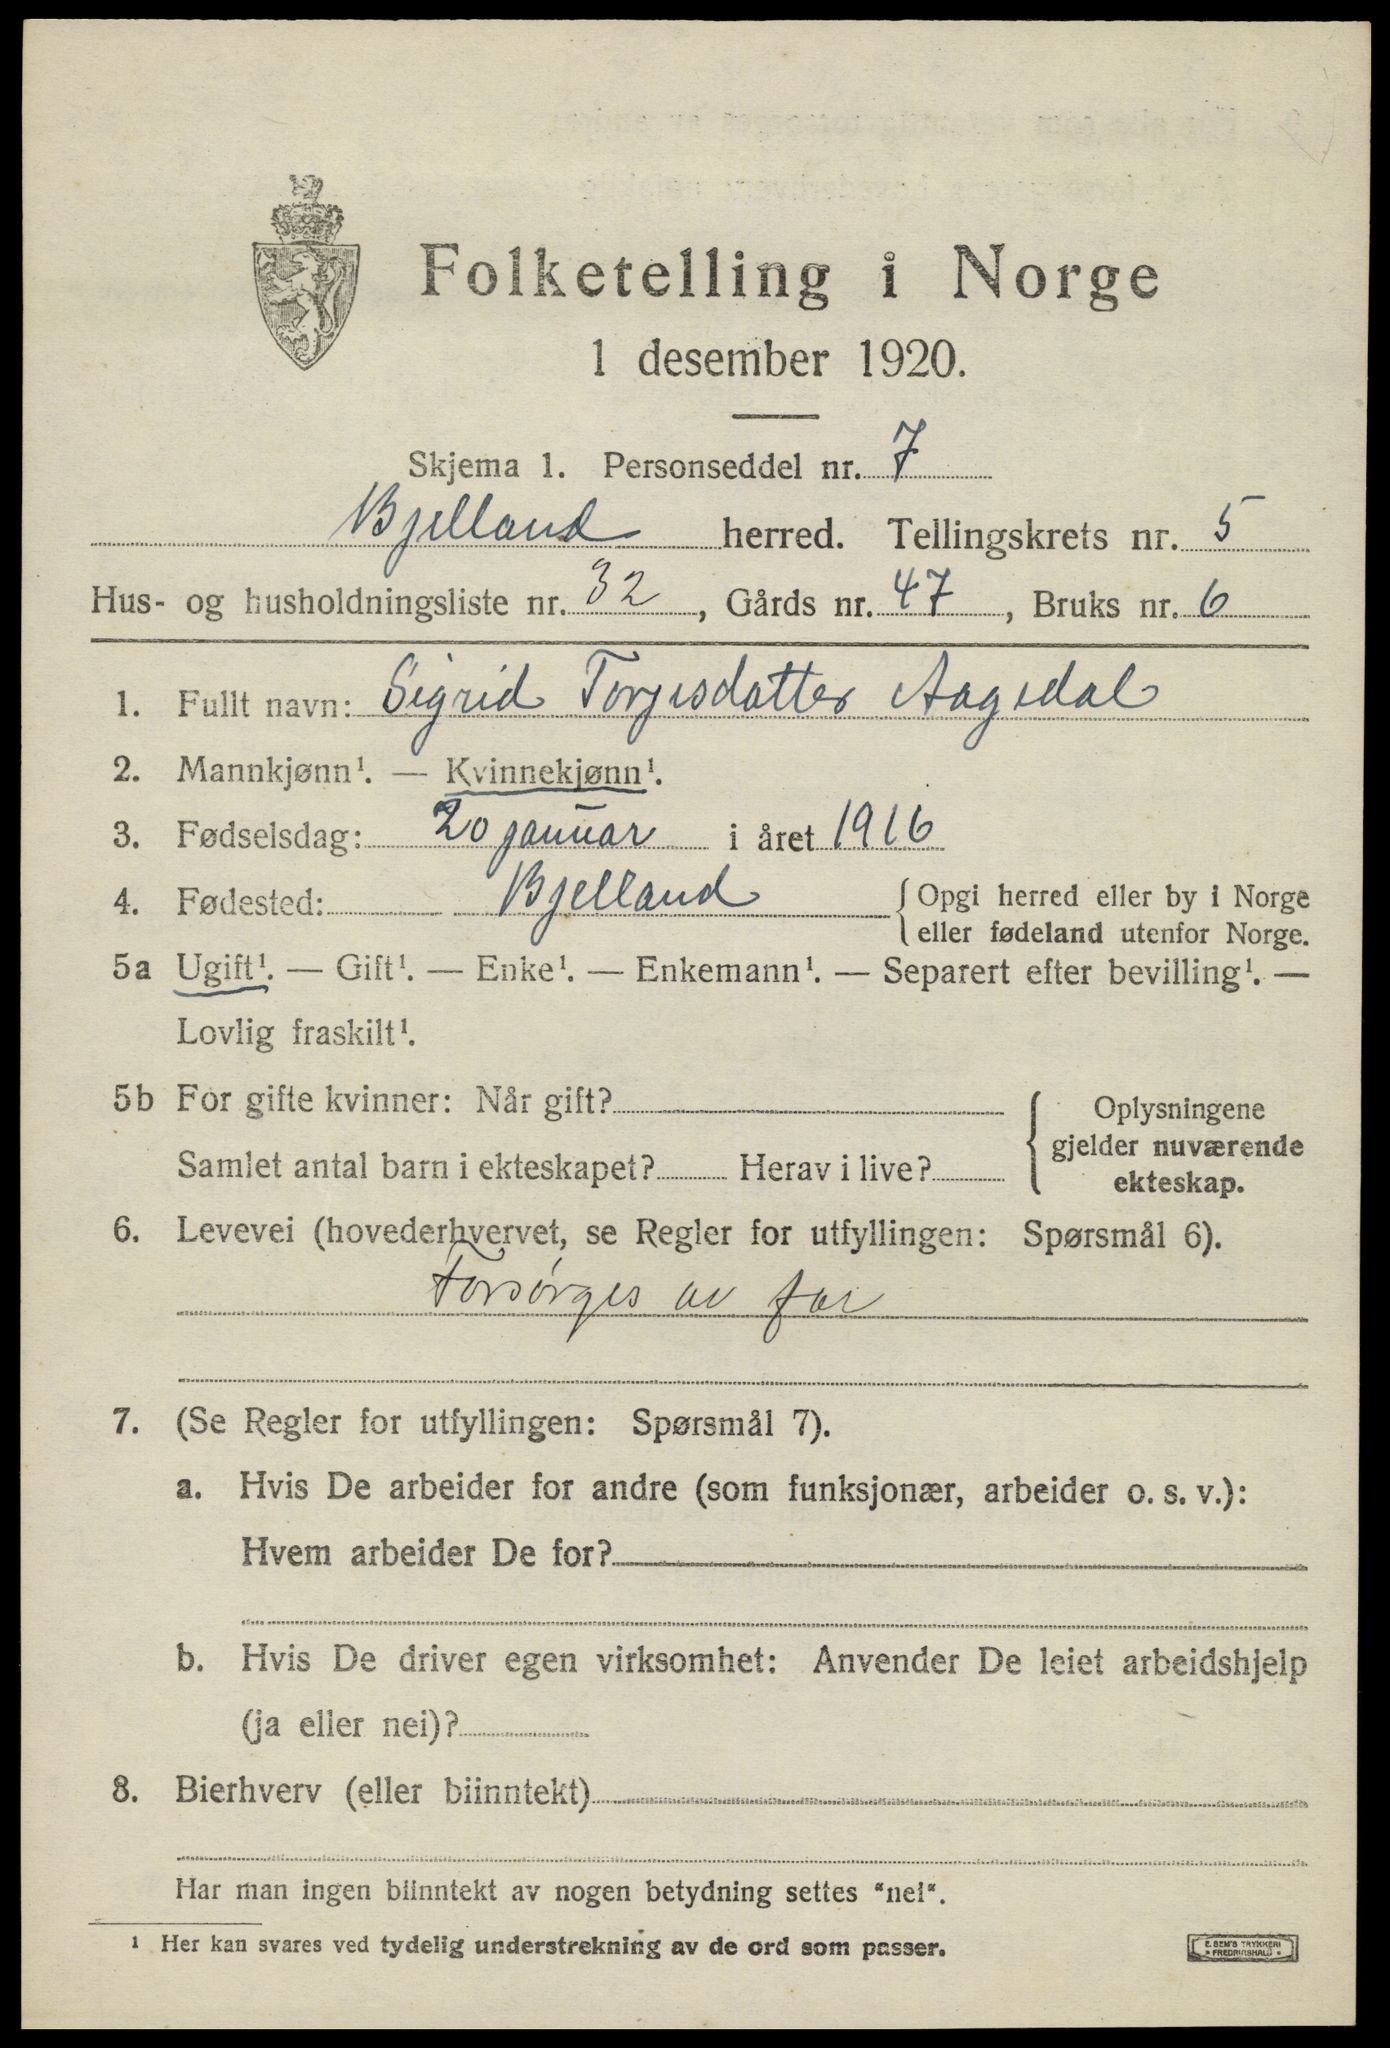 Folketelling i Norge
1 desember 1920.
Skjema 1. Personseddel nr. 7
Bjelland herred. Tellingskrets nr. 5
Hus- og husholdningsliste nr. 32, Gårds nr. 47, Bruks nr. 6
1. Fullt navn: Sigrid Torjesdatter Aagedal
2. Mannkjønn¹. — Kvinnekjønn¹.
3. Fødselsdag: 20 januar i året 1916
4. Fødested: Bjelland { Opgi herred eller by i Norge
eller fødeland utenfor Norge.
5a Ugift¹. — Gift¹. — Enke¹. — Enkemann¹. — Separert efter bevilling¹. —
Lovlig fraskilt¹.
5b For gifte kvinner: Når gift? { Oplysningene
gjelder nuværende
Samlet antal barn i ekteskapet? Herav i live?
ekteskap.
6. Levevei (hovederhvervet, se Regler for utfyllingen: Spørsmål 6).
Forsørges av far
7. (Se Regler for utfyllingen: Spørsmål 7).
a. Hvis De arbeider for andre (som funksjonær, arbeider o. s. v.):
Hvem arbeider De for?
b. Hvis De driver egen virksomhet: Anvender De leiet arbeidshjelp
(ja eller nei)?
8. Bierhverv (eller biinntekt)
Har man ingen biinntekt av nogen betydning settes "nei".
¹ Her kan svares ved tydelig understrekning av de ord som passer.
E. SEM'S TRYKKERI
* FREDRIKSHALD *